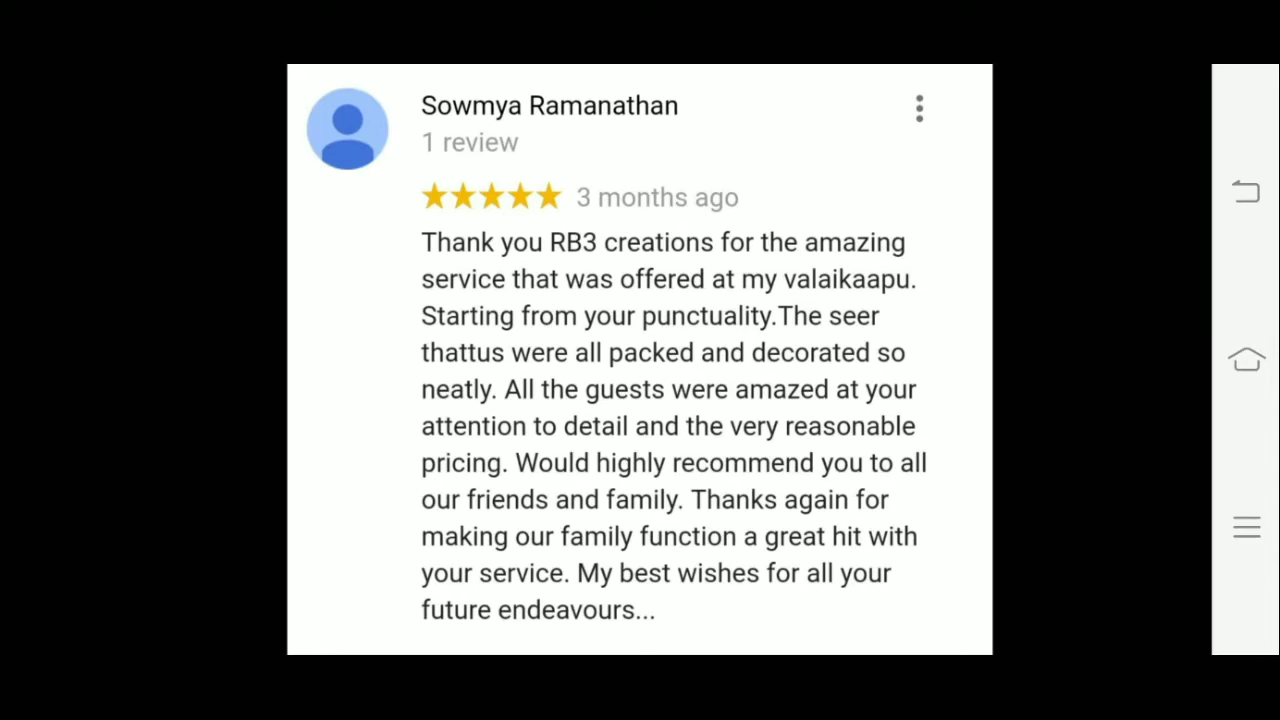 Sowmya Ramanathan
1 review
3 months ago
Thank you RB3 creations for the amazing
service that was offered at my valaikaapu.
Starting from your punctuality.The seer
thattus were all packed and decorated so
neatly. All the guests were amazed at your
attention to detail and the very reasonable
pricing. Would highly recommend you to all
our friends and family. Thanks again for
making our family function a great hit with
your service. My best wishes for all your
future endeavours...